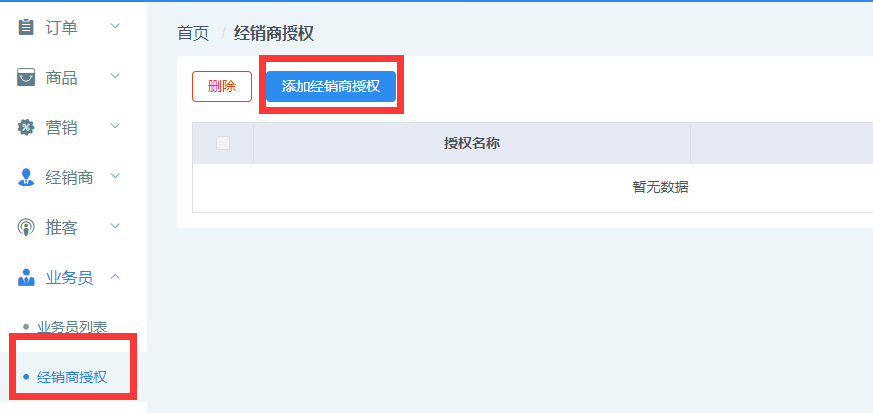 订单
商品
营销
经销商
推客
业务员
业务员列表
经销商授权
首页 / 经销商授权
删除
添加经销商授权
授权名称
暂无数据